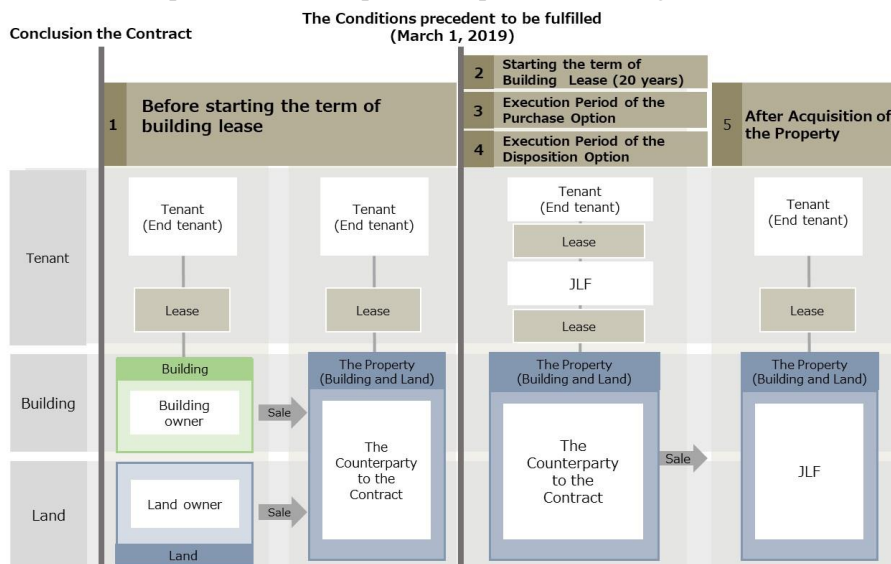 The Conditions precedent to be fulfilled
(March 1, 2019)
Conclusion the Contract
1
Before starting the term of
building lease
2
Starting the term of
Building Lease (20 years)
3
Execution Period of the
Purchase Option
4
Execution Period of the
Disposition Option
5
After Acquisition of
the Property
Tenant
Tenant
(End tenant)
Lease
Tenant
(End tenant)
Lease
Tenant
(End tenant)
Lease
JLF
Lease
Tenant
(End tenant)
Lease
Building
Building
Building
owner
Sale
The Property
(Building and Land)
The
Counterparty
to the
Contract
The Property
(Building and Land)
The
Counterparty
to the
Contract
Sale
The Property
(Building and Land)
JLF
Land
Land owner
Sale
Land